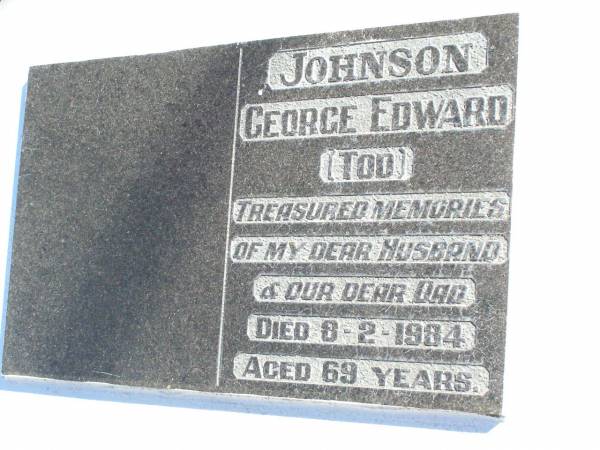 JOHNSON
GEORGE EDWARD
(TOD)
TREASURED MEMORIES
OF MY DEAR HUSBAND
& OUR DEAR DAD
DIED 8-2-1984
AGED 69 YEARS.